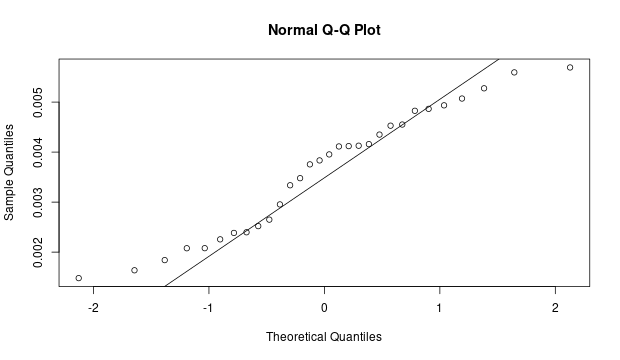 Normal Q-Q Plot
Sample Quantiles
0.005
0.004
0.003
0.002
-2 -1 0 1 2
Theoretical Quantiles